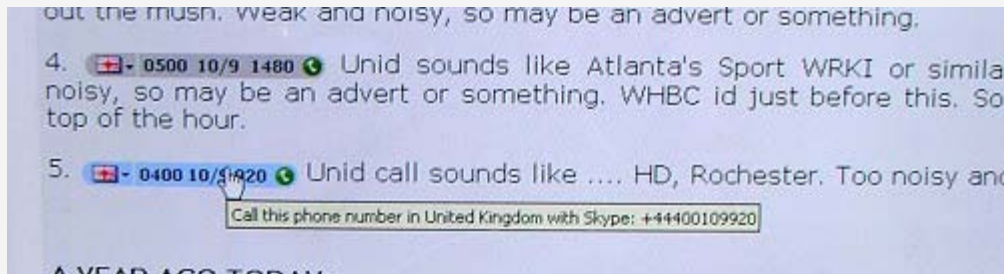 out the mush. Weak and noisy, so may be an advert or something.
4. 0500 10/9 1480 Unid sounds like Atlanta's Sport WRKI or simila
noisy, so may be an advert or something. WHBC id just before this. So
top of the hour.
5. 0400 10/9 920 Unid call sounds like .... HD, Rochester. Too noisy and
Call this phone number in United Kingdom with Skype: +44400109920
A YEAR AGO TODAY